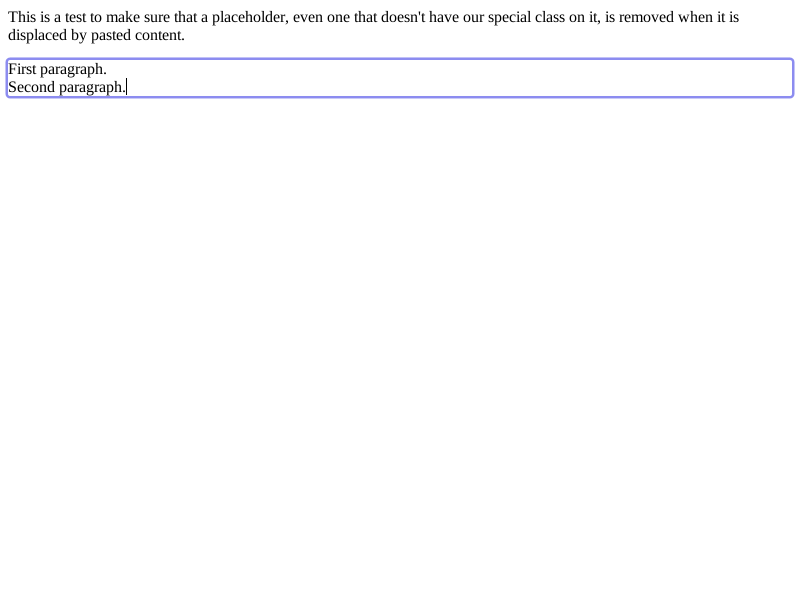 This is a test to make sure that a placeholder, even one that doesn't have our special class on it, is removed when it is
displaced by pasted content.
First paragraph.
Second paragraph.